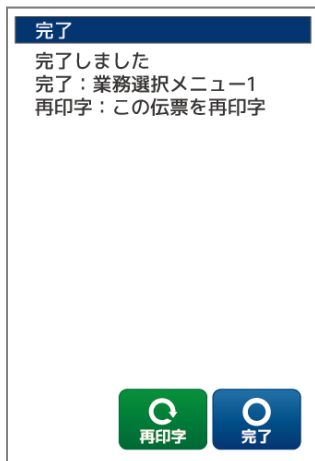 完了
完了しました
完了：業務選択メニュー1
再印字：この伝票を再印字
再印字
完了